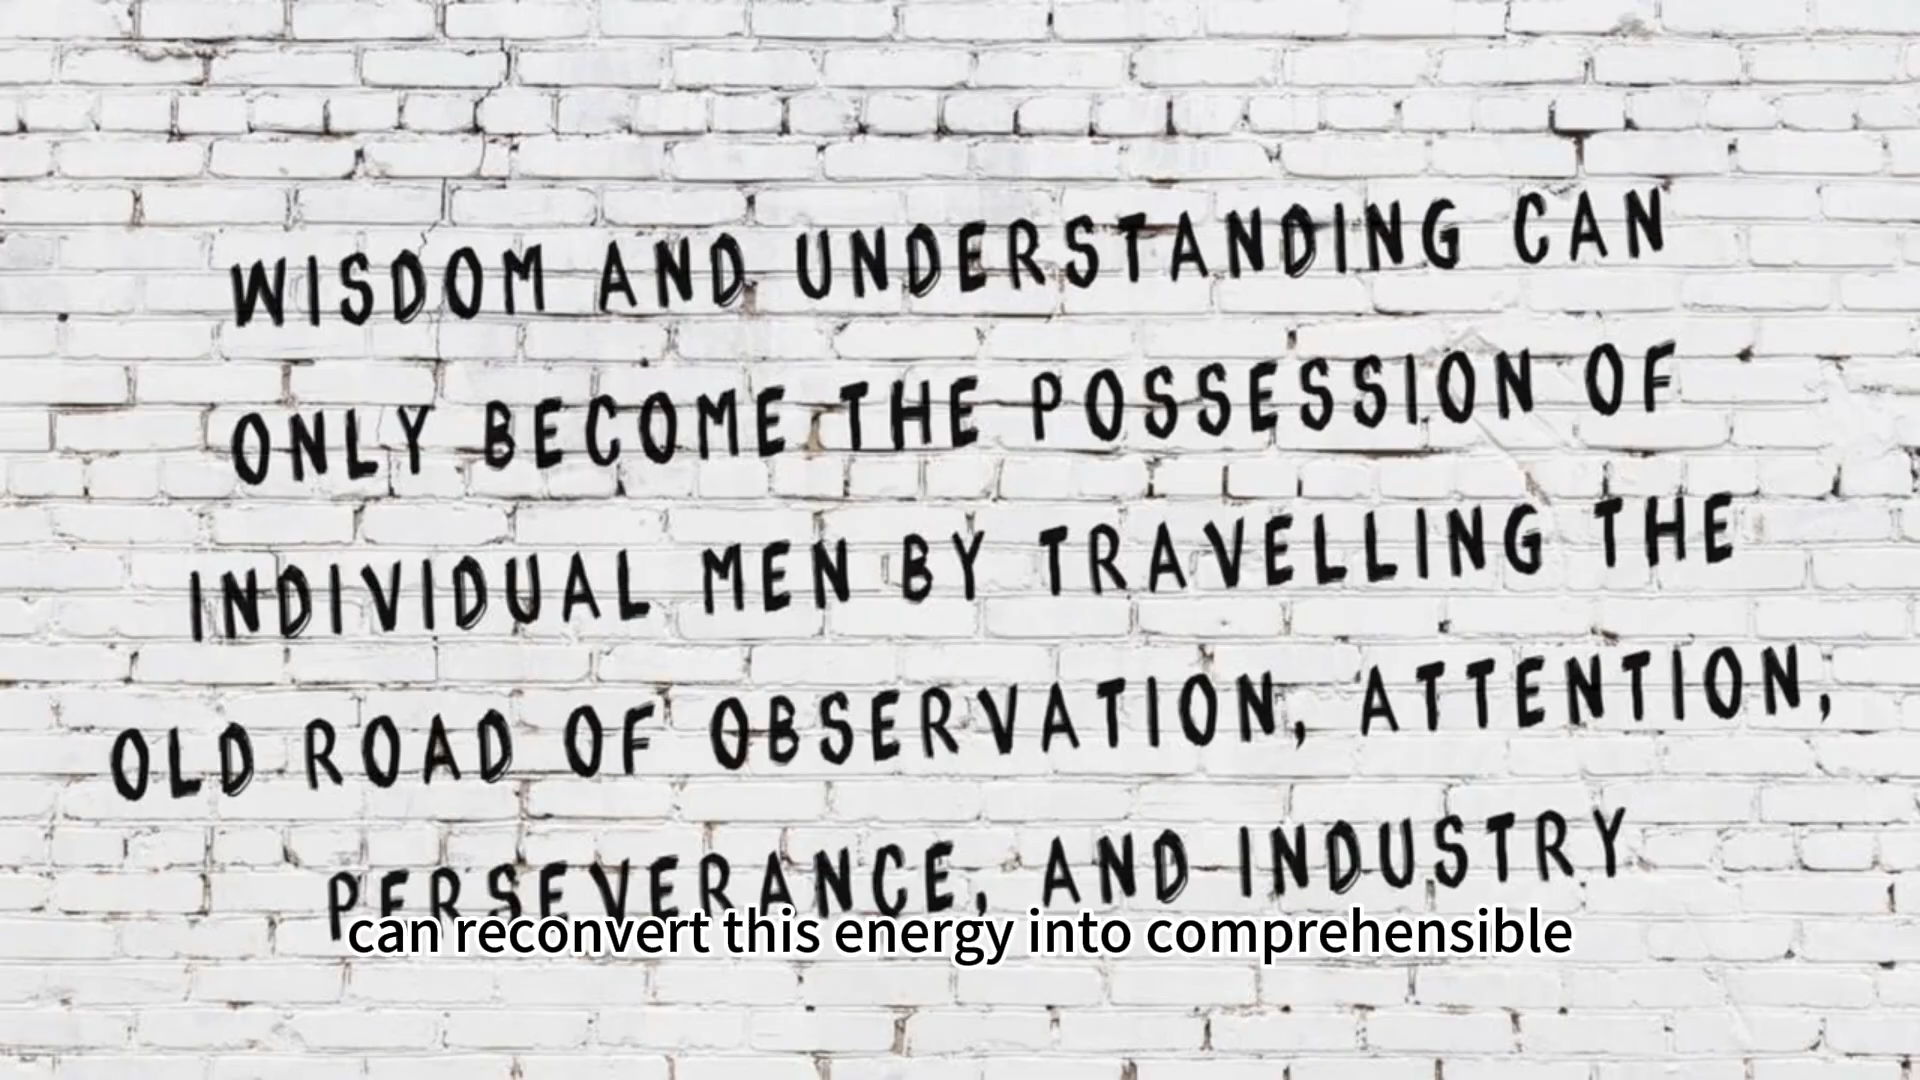 WISDOM AND UNDERSTANDING CAN
ONLY BECOME THE POSSESSION OF
INDIVIDUAL MEN BY TRAVELLING THE
OLD ROAD OF OBSERVATION, ATTENTION,
PERSEVERANCE, AND INDUSTRY
can reconvert this energy into comprehensible